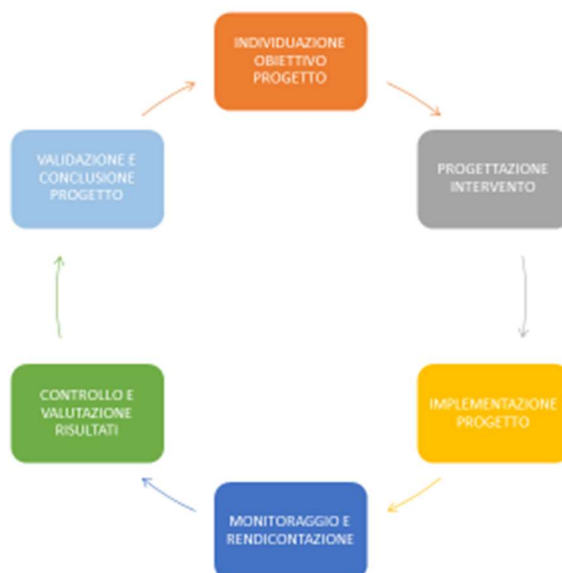 INDIVIDUAZIONE
OBIETTIVO
PROGETTO
PROGETTAZIONE
INTERVENTO
IMPLEMENTAZIONE
PROGETTO
MONITORAGGIO E
RENDICONTAZIONE
CONTROLLO E
VALUTAZIONE
RISULTATI
VALIDAZIONE E
CONCLUSIONE
PROGETTO